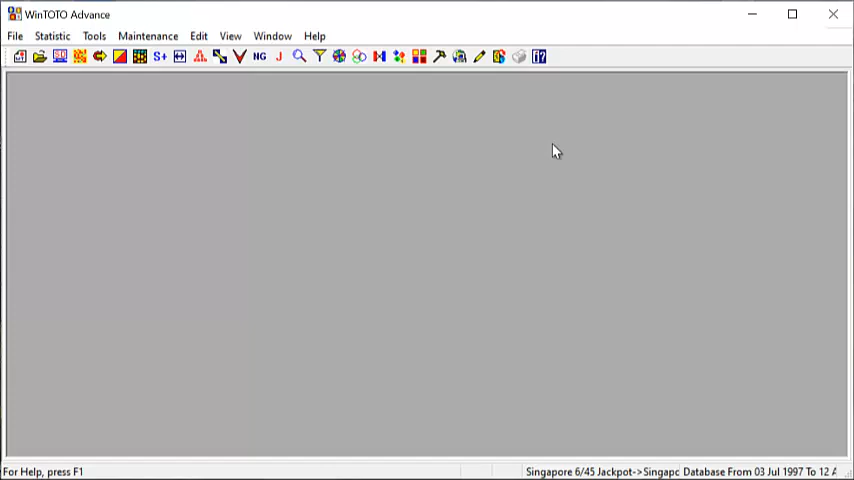 WinTOTO Advance
File Statistic Tools Maintenance Edit View Window Help
S+ NG J
For Help, press F1 Singapore 6/45 Jackpot->Singapc Database From 03 Jul 1997 To 12